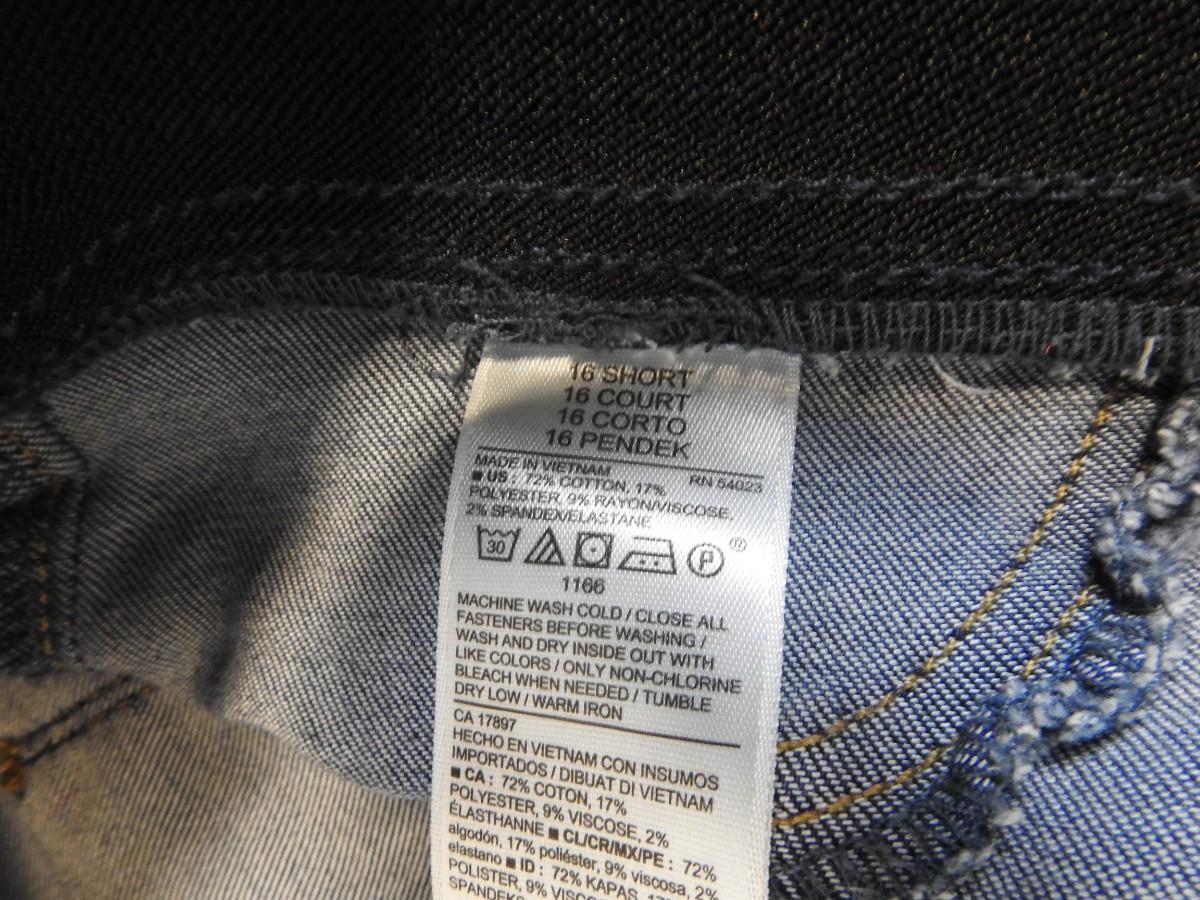 16 SHORT
16 COURT
16 CORTO
16 PENDEK
MADE IN VIETNAM RN 54023
■ US : 72% COTTON, 17%
POLYESTER, 9% RAYON/VISCOSE,
2% SPANDEX/ELASTANE
30 P ®
1166
MACHINE WASH COLD / CLOSE ALL
FASTENERS BEFORE WASHING /
WASH AND DRY INSIDE OUT WITH
LIKE COLORS / ONLY NON-CHLORINE
BLEACH WHEN NEEDED / TUMBLE
DRY LOW / WARM IRON
CA 17897
HECHO EN VIETNAM CON INSUMOS
IMPORTADOS / DIBUAT DI VIETNAM
■ CA : 72% COTON, 17%
POLYESTER, 9% VISCOSE, 2%
ÉLASTHANNE ■ CL/CR/MX/PE : 72%
algodón, 17% poliéster, 9% viscosa, 2%
elastano ■ ID : 72% KAPAS,
POLISTER, 9%